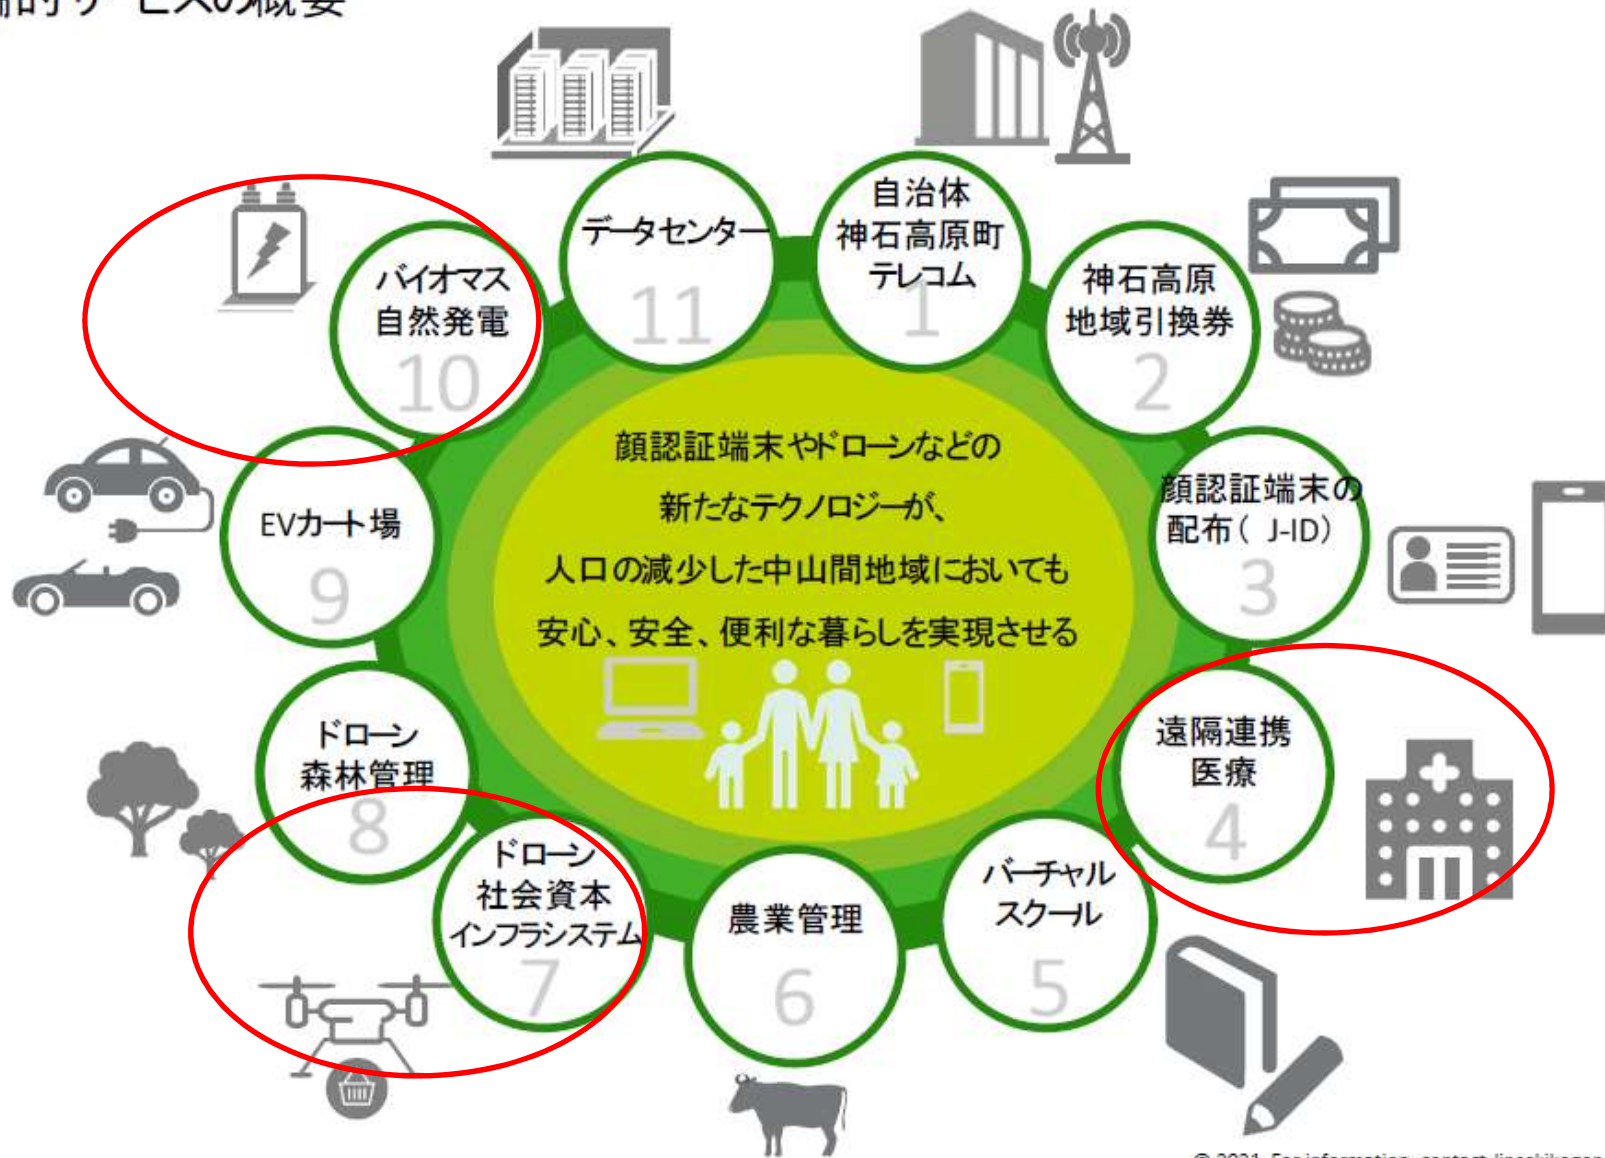 的サービスの概要
データセンター
11
自治体
神石高原町
テレコム
1
神石高原
地域引換券
2
顔認証端末の
配布( J-ID)
3
遠隔連携
医療
4
バーチャル
スクール
5
農業管理
6
ドローン
社会資本
インフラシステム
7
ドローン
森林管理
8
EVカート場
9
バイオマス
自然発電
10
顔認証端末やドローンなどの
新たなテクノロジーが、
人口の減少した中山間地域においても
安心、安全、便利な暮らしを実現させる